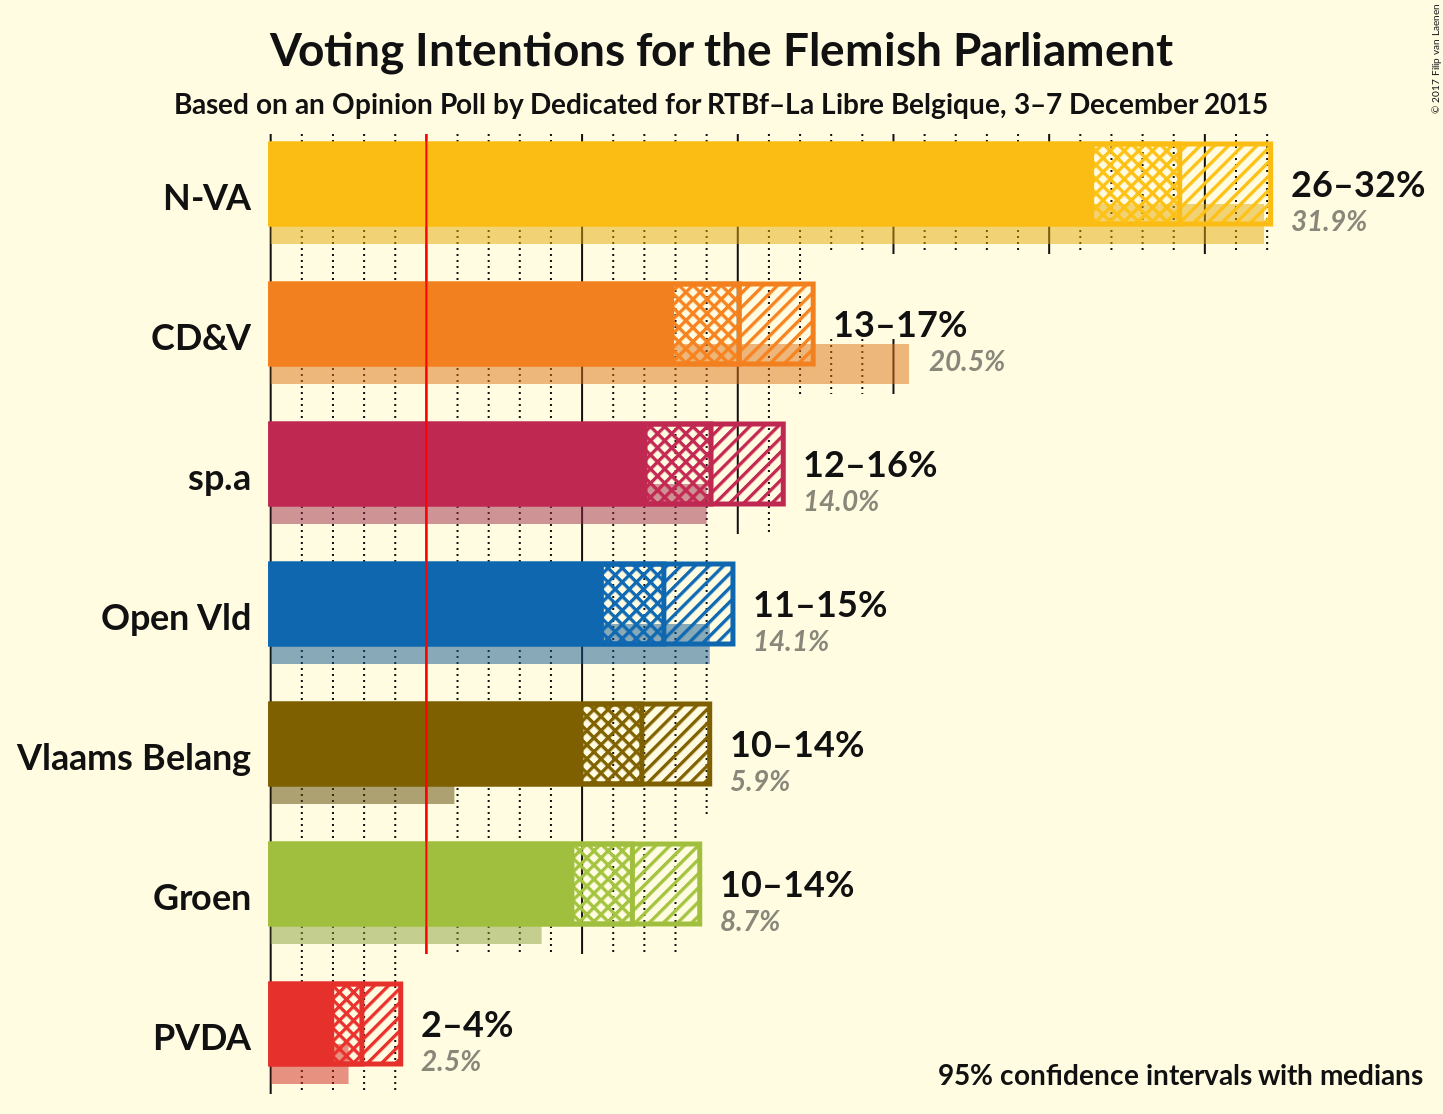 Voting Intentions for the Flemish Parliament
Based on an Opinion Poll by Dedicated for RTBf–La Libre Belgique, 3–7 December 2015
© 2017 Filip van Laenen
N-VA
26–32%
31.9%
CD&V
13–17%
20.5%
sp.a
12–16%
14.0%
Open Vld
11–15%
14.1%
Vlaams Belang
10–14%
5.9%
Groen
10–14%
8.7%
PVDA
2–4%
2.5%
95% confidence intervals with medians